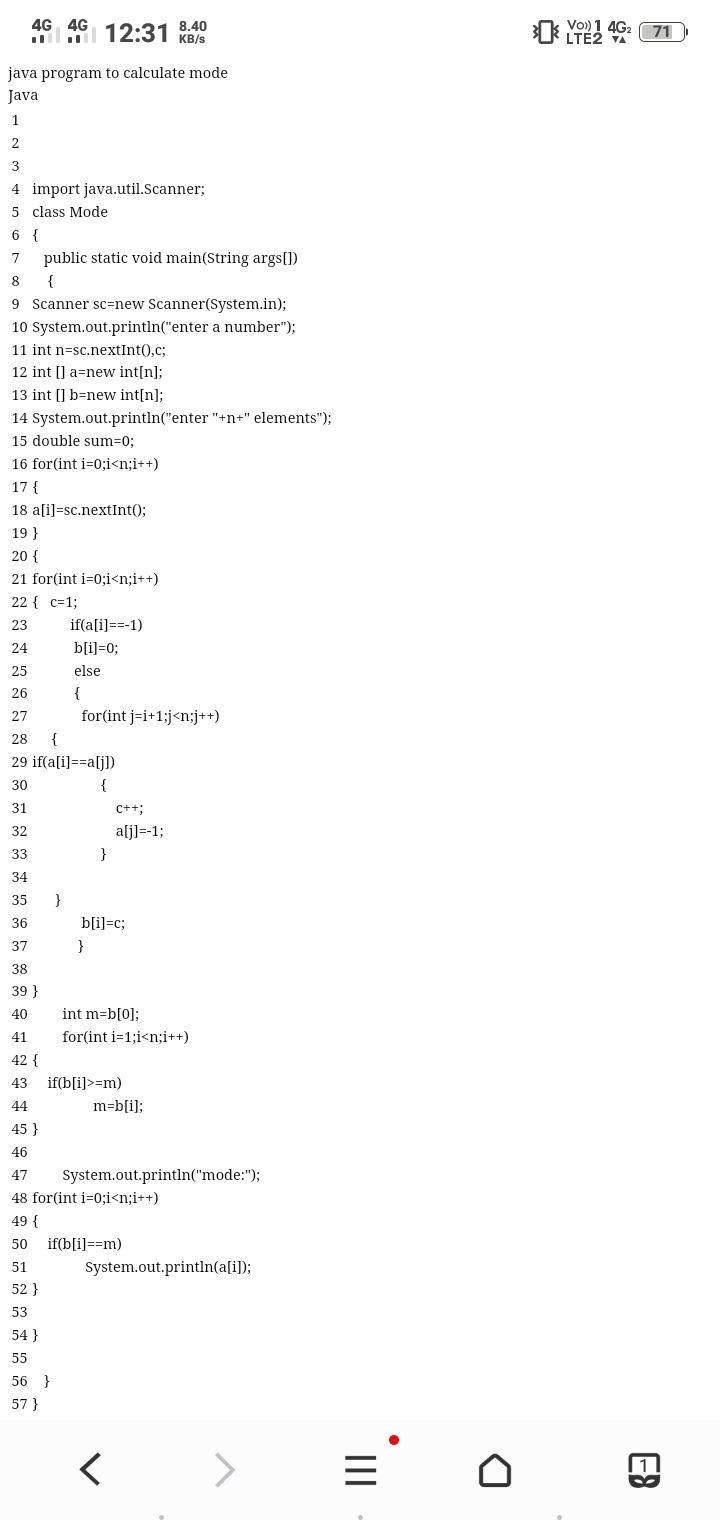 4G 4G 12:31 8.40 KB/s Vo)) 1 LTE2 4G2 71
java program to calculate mode
Java
1
2
3
4 import java.util.Scanner;
5 class Mode
6 {
7 public static void main(String args[])
8 {
9 Scanner sc=new Scanner(System.in);
10 System.out.println("enter a number");
11 int n=sc.nextInt(),c;
12 int [] a=new int[n];
13 int [] b=new int[n];
14 System.out.println("enter "+n+" elements");
15 double sum=0;
16 for(int i=0;i<n;i++)
17 {
18 a[i]=sc.nextInt();
19 }
20 {
21 for(int i=0;i<n;i++)
22 { c=1;
23 if(a[i]==-1)
24 b[i]=0;
25 else
26 {
27 for(int j=i+1;j<n;j++)
28 {
29 if(a[i]==a[j])
30 {
31 c++;
32 a[j]=-1;
33 }
34
35 }
36 b[i]=c;
37 }
38
39 }
40 int m=b[0];
41 for(int i=1;i<n;i++)
42 {
43 if(b[i]>=m)
44 m=b[i];
45 }
46
47 System.out.println("mode:");
48 for(int i=0;i<n;i++)
49 {
50 if(b[i]==m)
51 System.out.println(a[i]);
52 }
53
54 }
55
56 }
57 }
1